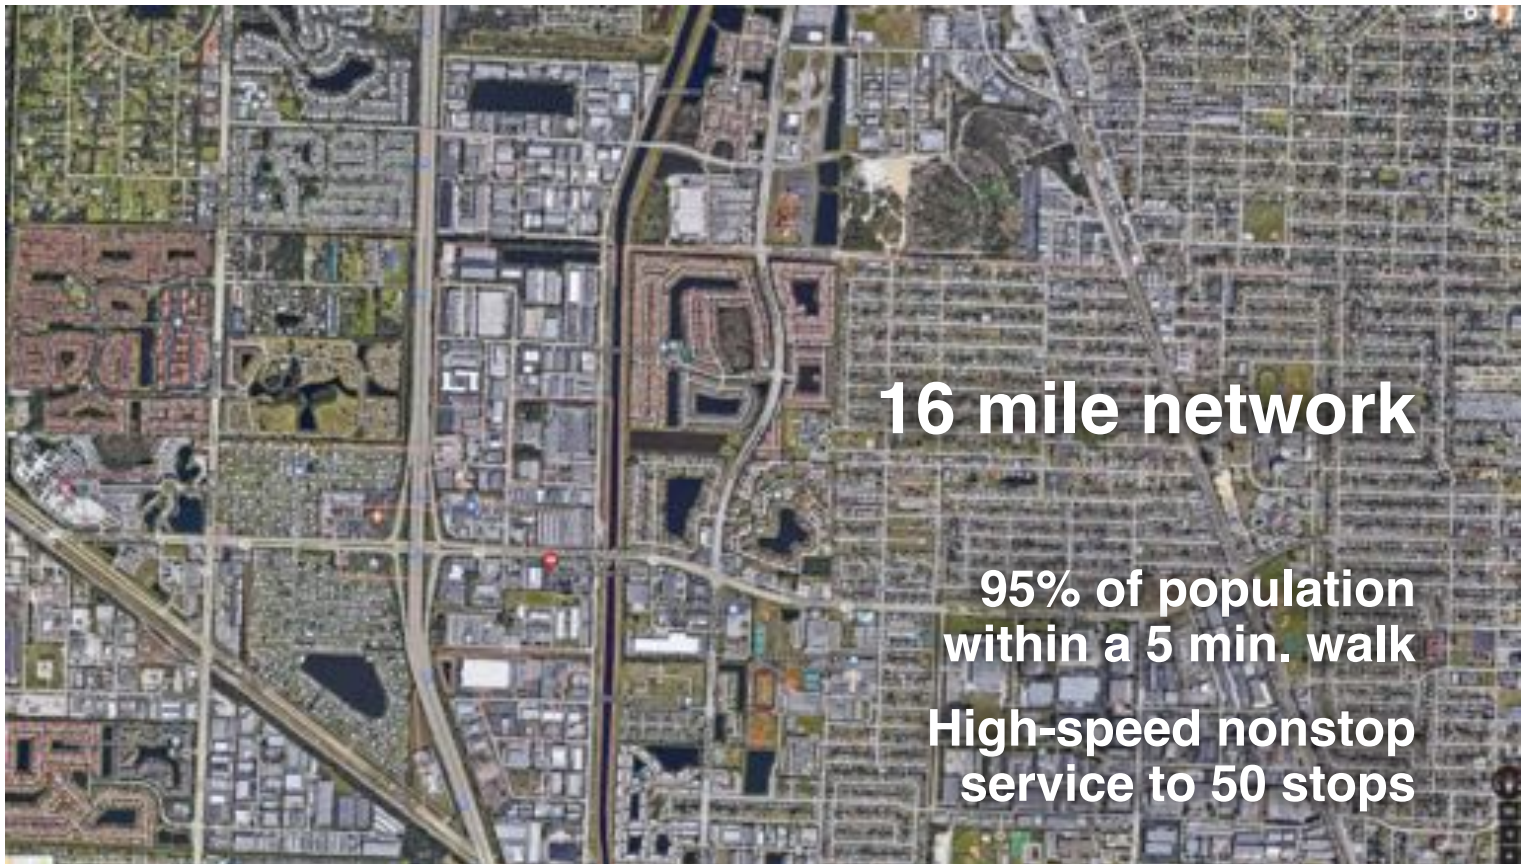 16 mile network
95% of population
within a 5 min. walk
High-speed nonstop
service to 50 stops